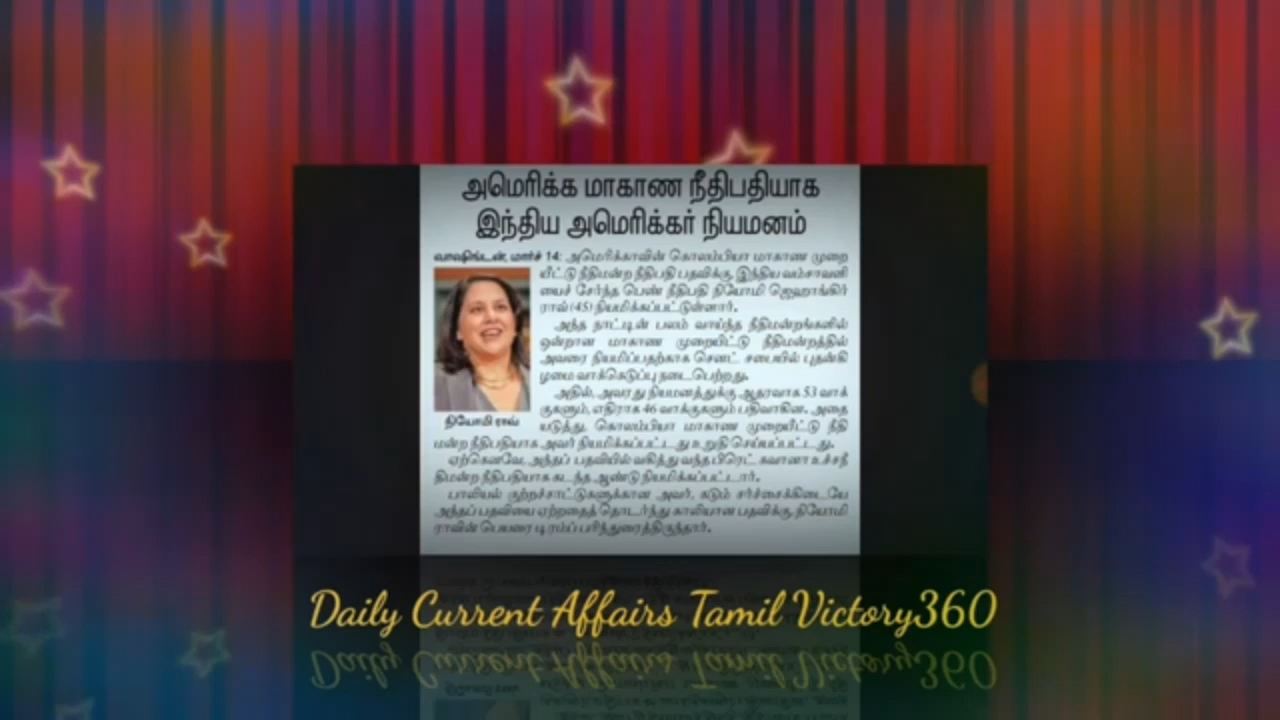 அமெரிக்க மாகாண நீதிபதியாக
இந்திய அமெரிக்கர் நியமனம்
வாஷிங்டன், மார்ச் 14: அமெரிக்காவின் கொலம்பியா மாகாண முறை
யீட்டு நீதிமன்ற நீதிபதி பதவிக்கு, இந்திய வம்சாவளி
யைச் சேர்ந்த பெண் நீதிபதி நியோமி ஜெஹாங்கிர்
ராவ் (45) நியமிக்கப்பட்டுள்ளார்.
அந்த நாட்டின் பலம் வாய்ந்த நீதிமன்றங்களில்
ஒன்றான மாகாண முறையீட்டு நீதிமன்றத்தில்
அவரை நியமிப்பதற்காக செனட் சபையில் புதன்கி
ழமை வாக்கெடுப்பு நடைபெற்றது.
அதில், அவரது நியமனத்துக்கு ஆதரவாக 53 வாக்
குகளும், எதிராக 46 வாக்குகளும் பதிவாகின. அதை
யடுத்து, கொலம்பியா மாகாண முறையீட்டு நீதி
மன்ற நீதிபதியாக அவர் நியமிக்கப்பட்டது உறுதி செய்யப்பட்டது.
ஏற்கெனவே, அந்தப் பதவியில் வகித்து வந்த பிரெட் கவானா உச்சநீ
திமன்ற நீதிபதியாக கடந்த ஆண்டு நியமிக்கப்பட்டார்.
பாலியல் குற்றச்சாட்டுகளுக்கான அவர், கடும் சர்ச்சைக்கிடையே
அந்தப் பதவியை ஏற்றதைத் தொடர்ந்து காலியான பதவிக்கு, நியோமி
ராவின் பெயரை டிரம்ப் பரிந்துரைத்திருந்தார்.
நியோமி ராவ்
Daily Current Affairs Tamil Victory360